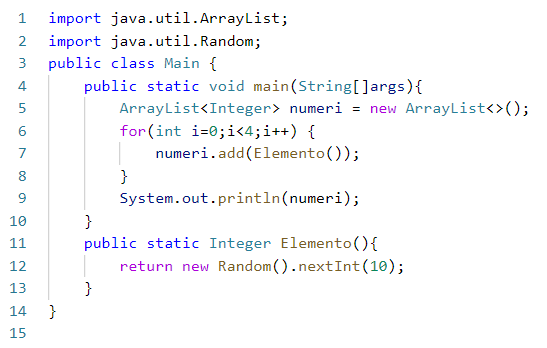 1 import java.util.ArrayList;
2 import java.util.Random;
3 public class Main {
4     public static void main(String[]args){
5         ArrayList<Integer> numeri = new ArrayList<>();
6         for(int i=0;i<4;i++) {
7             numeri.add(Elemento());
8         }
9         System.out.println(numeri);
10     }
11     public static Integer Elemento(){
12         return new Random().nextInt(10);
13     }
14 }
15